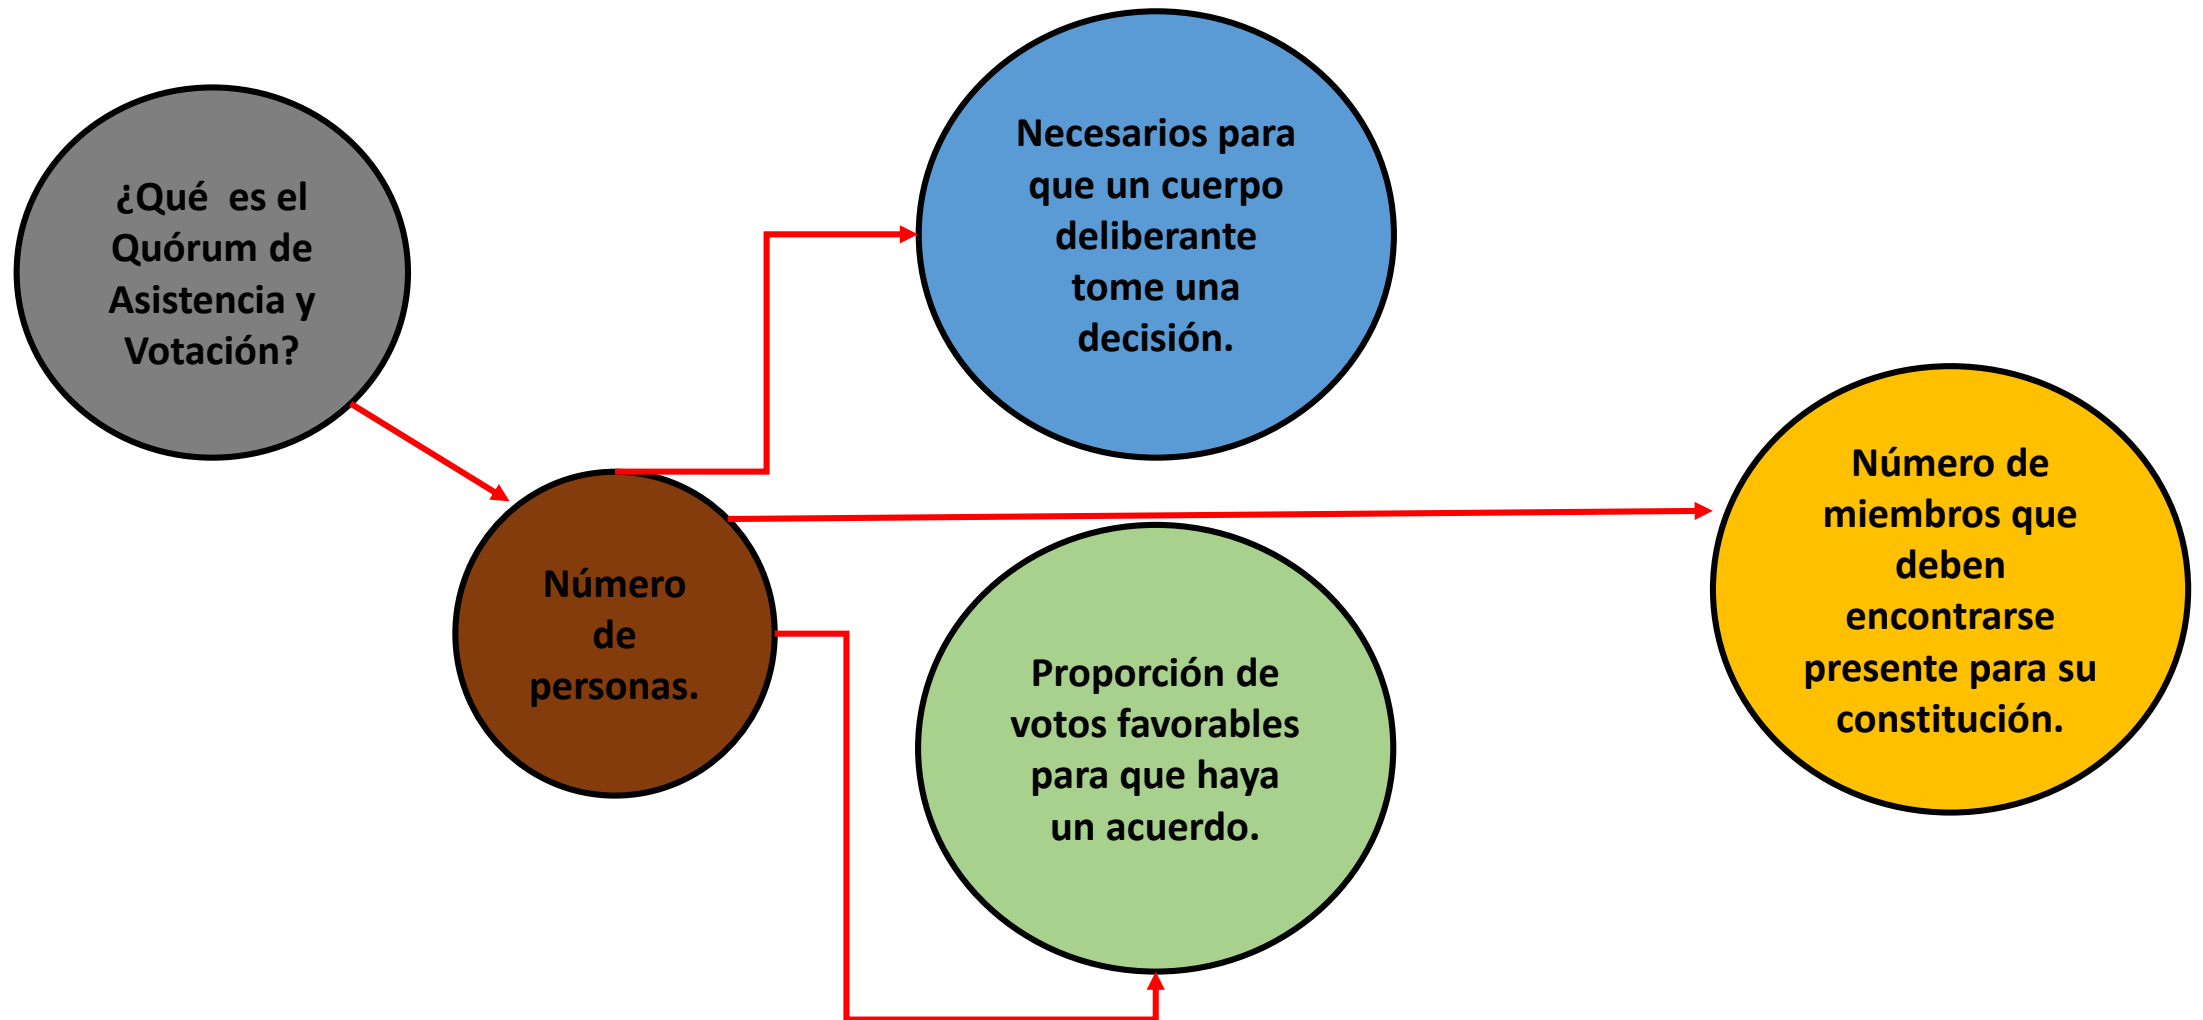 ¿Qué  es el
Quórum de
Asistencia y
Votación?
Necesarios para
que un cuerpo
deliberante
tome una
decisión.
Número
de
personas.
Proporción de
votos favorables
para que haya
un acuerdo.
Número de
miembros que
deben
encontrarse
presente para su
constitución.